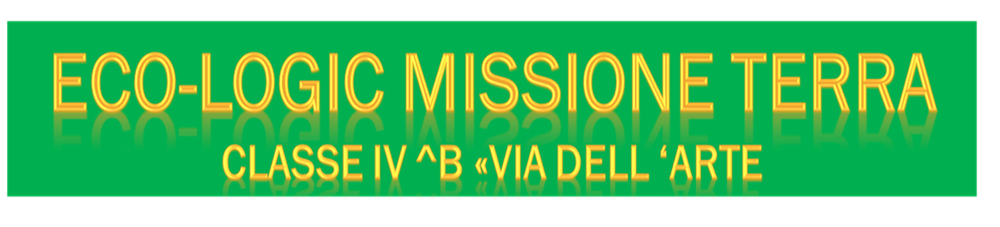 ECO-LOGIC MISSIONE TERRA
CLASSE IV ^B «VIA DELL ‘ARTE